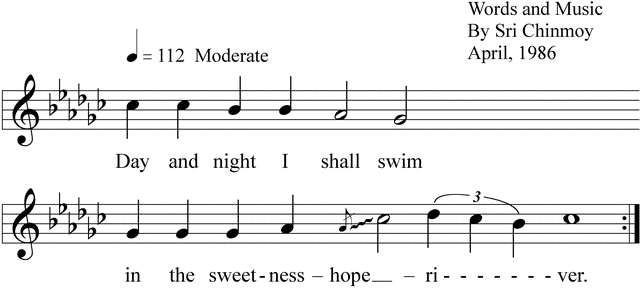 Words and Music
By Sri Chinmoy
April, 1986
= 112 Moderate
Day and night I shall swim
3
in the sweet-ness – hope__ – ri - - - - - - - ver.